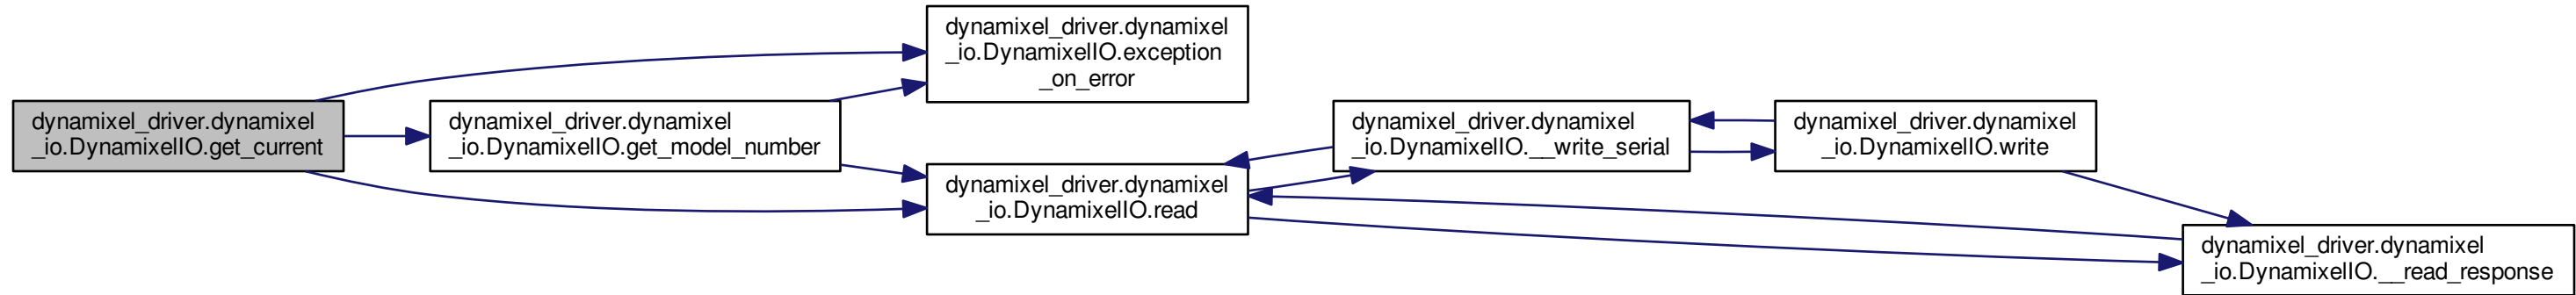 dynamixel_driver.dynamixel
_io.DynamixelIO.get_current
dynamixel_driver.dynamixel
_io.DynamixelIO.get_model_number
dynamixel_driver.dynamixel
_io.DynamixelIO.exception
_on_error
dynamixel_driver.dynamixel
_io.DynamixelIO.read
dynamixel_driver.dynamixel
_io.DynamixelIO.__write_serial
dynamixel_driver.dynamixel
_io.DynamixelIO.write
dynamixel_driver.dynamixel
_io.DynamixelIO.__read_response